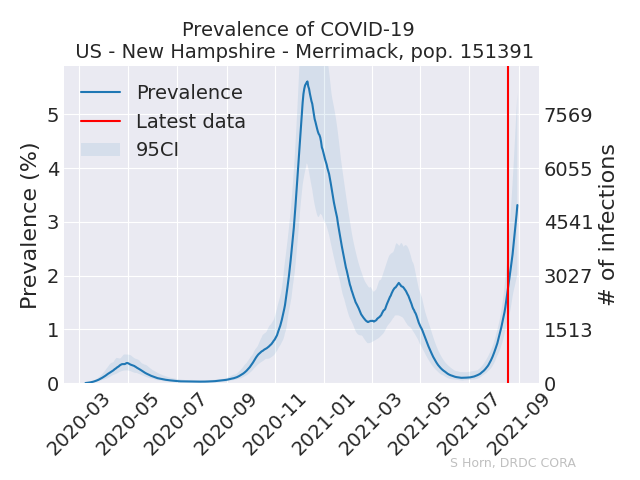 Prevalence of COVID-19
US - New Hampshire - Merrimack, pop. 151391
Prevalence
Latest data
95CI
Prevalence (%)
5
4
3
2
1
0
7569
6055
4541
3027
1513
0
# of infections
2020-03
2020-05
2020-07
2020-09
2020-11
2021-01
2021-03
2021-05
2021-07
2021-09
S Horn, DRDC CORA